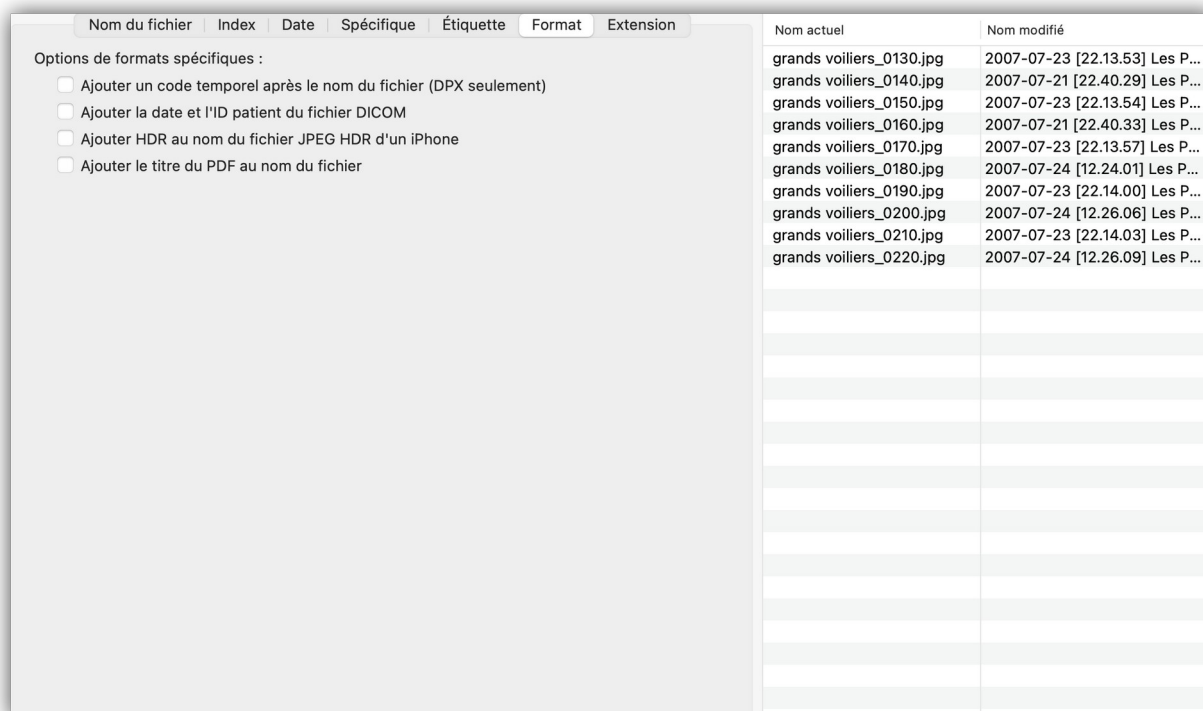 Nom du fichier Index Date Spécifique Étiquette Format Extension
Options de formats spécifiques :
Ajouter un code temporel après le nom du fichier (DPX seulement)
Ajouter la date et l'ID patient du fichier DICOM
Ajouter HDR au nom du fichier JPEG HDR d'un iPhone
Ajouter le titre du PDF au nom du fichier
Nom actuel Nom modifié
grands voiliers_0130.jpg 2007-07-23 [22.13.53] Les P...
grands voiliers_0140.jpg 2007-07-21 [22.40.29] Les P...
grands voiliers_0150.jpg 2007-07-23 [22.13.54] Les P...
grands voiliers_0160.jpg 2007-07-21 [22.40.33] Les P...
grands voiliers_0170.jpg 2007-07-23 [22.13.57] Les P...
grands voiliers_0180.jpg 2007-07-24 [12.24.01] Les P...
grands voiliers_0190.jpg 2007-07-23 [22.14.00] Les P...
grands voiliers_0200.jpg 2007-07-24 [12.26.06] Les P...
grands voiliers_0210.jpg 2007-07-23 [22.14.03] Les P...
grands voiliers_0220.jpg 2007-07-24 [12.26.09] Les P...